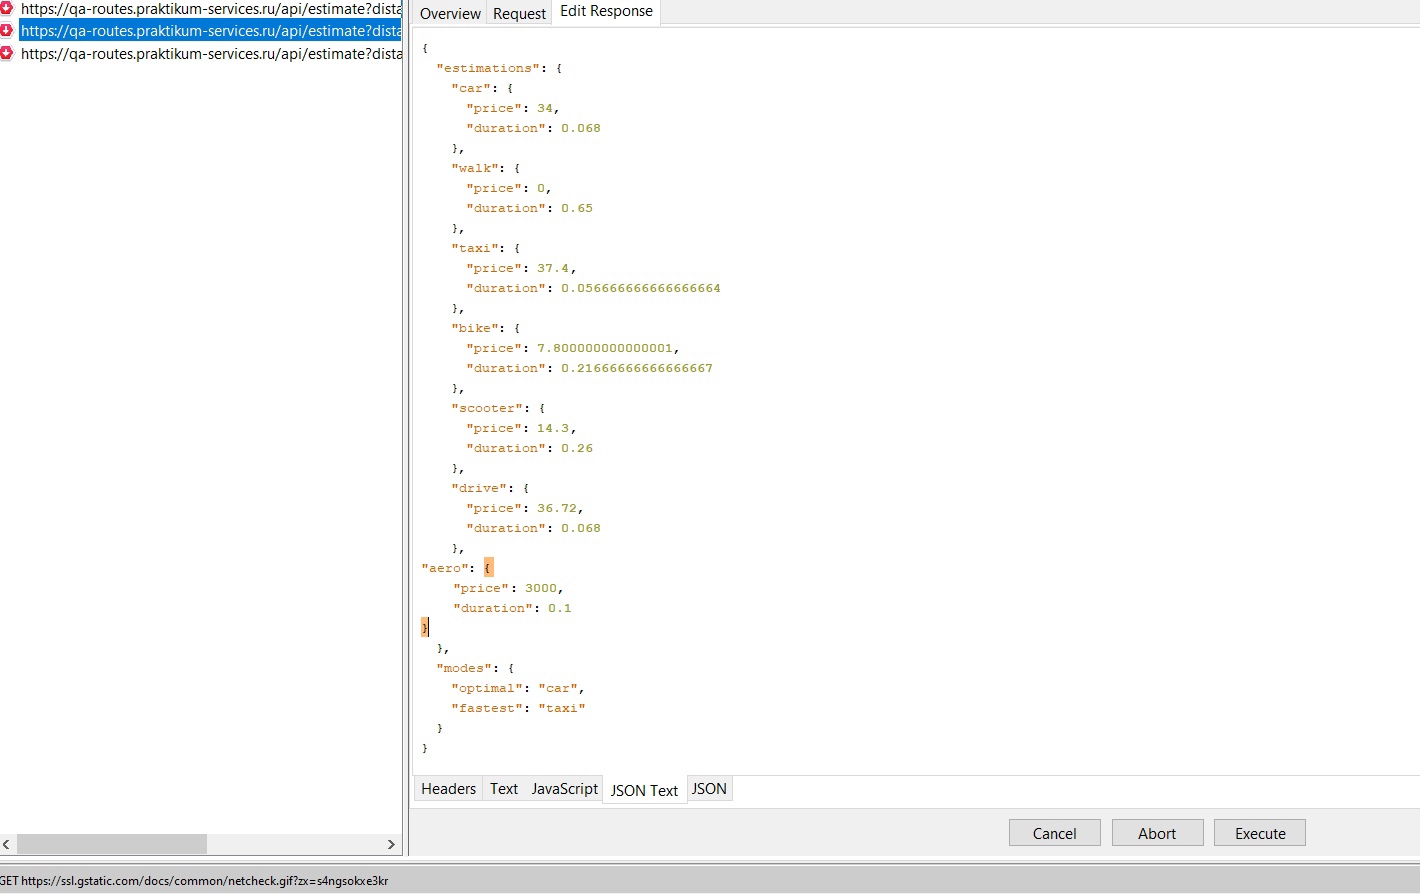 https://qa-routes.praktikum-services.ru/api/estimate?dista
https://qa-routes.praktikum-services.ru/api/estimate?dista
https://qa-routes.praktikum-services.ru/api/estimate?dista
Overview Request Edit Response
{
"estimations": {
"car": {
"price": 34,
"duration": 0.068
},
"walk": {
"price": 0,
"duration": 0.65
},
"taxi": {
"price": 37.4,
"duration": 0.056666666666666664
},
"bike": {
"price": 7.800000000000001,
"duration": 0.21666666666666667
},
"scooter": {
"price": 14.3,
"duration": 0.26
},
"drive": {
"price": 36.72,
"duration": 0.068
},
"aero": {
"price": 3000,
"duration": 0.1
}
},
"modes": {
"optimal": "car",
"fastest": "taxi"
}
}
Headers Text JavaScript JSON Text JSON
Cancel Abort Execute
GET https://ssl.gstatic.com/docs/common/netcheck.gif?zx=s4ngsokxe3kr